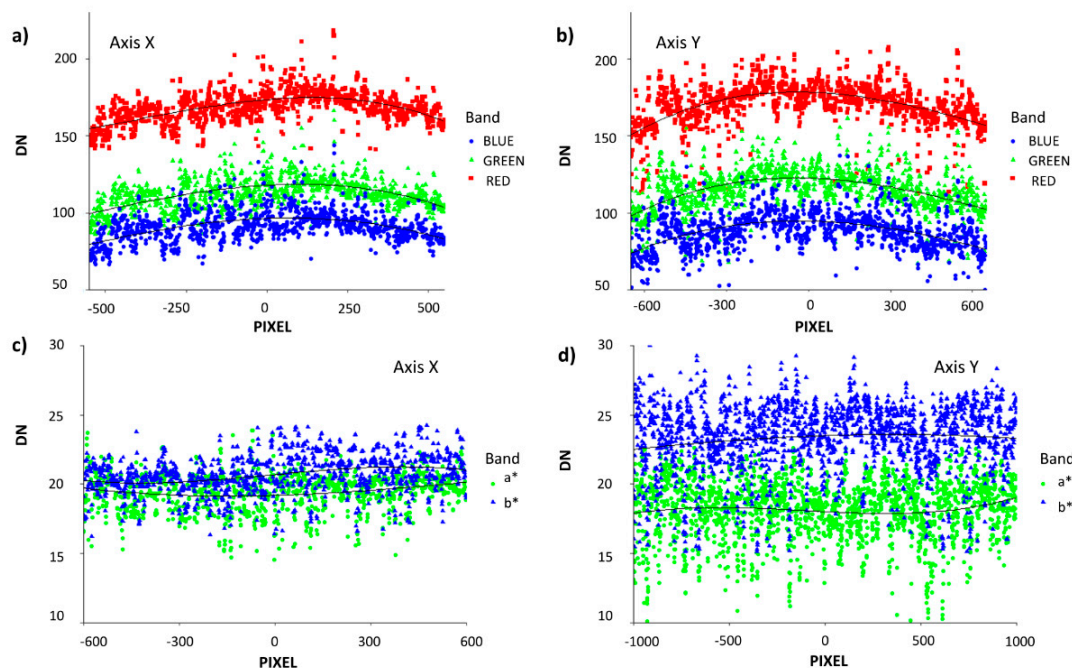 a)
Axis X
200
150
100
50
DN
-500
-250
0
250
500
PIXEL
Band
BLUE
GREEN
RED
b)
Axis Y
200
150
100
50
DN
-600
-300
0
300
600
PIXEL
Band
BLUE
GREEN
RED
c)
Axis X
30
25
20
15
10
DN
-600
-300
0
300
600
PIXEL
Band
a*
b*
d)
Axis Y
30
25
20
15
10
DN
-1000
-500
0
500
1000
PIXEL
Band
a*
b*